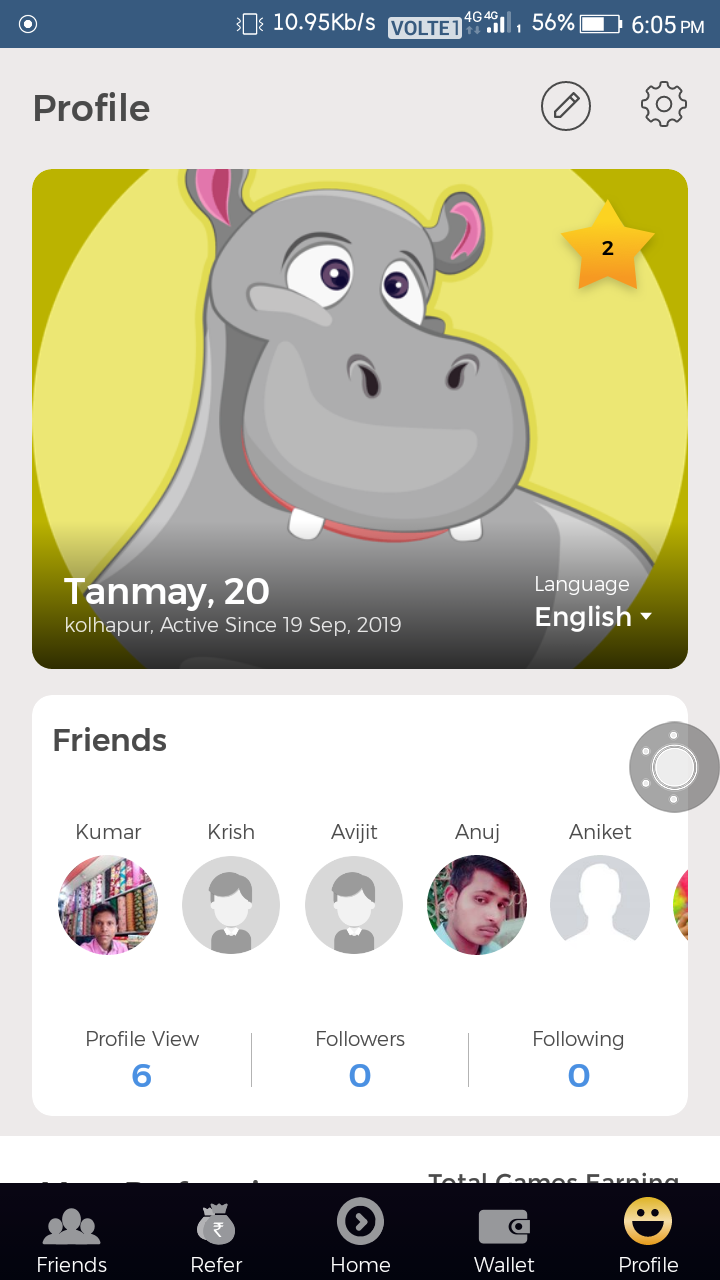 10.95Kb/s VOLTE1 4G 4G 1 56% 6:05 PM
Profile
2
Tanmay, 20
kolhapur, Active Since 19 Sep, 2019
Language
English
Friends
Kumar Krish Avijit Anuj Aniket
Profile View Followers Following
6 0 0
Total Games Earning
Friends Refer Home Wallet Profile